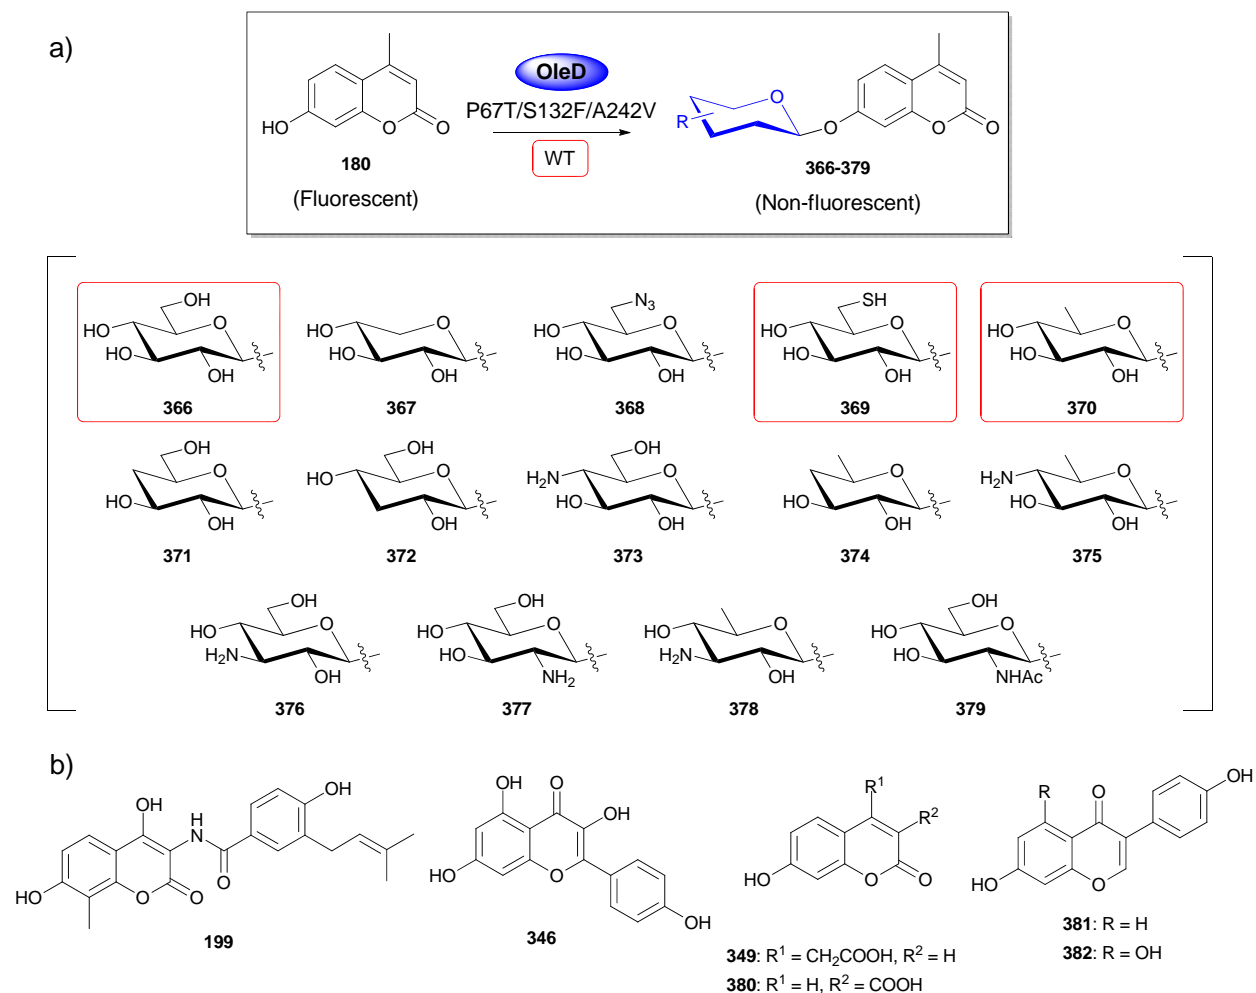 a)
OleD
P67T/S132F/A242V
WT
HO O O
180
(Fluorescent)
R O O O O
366-379
(Non-fluorescent)
OH HO O HO OH
366
HO O HO OH
367
N3 HO O HO OH
368
SH HO O HO OH
369
HO O HO OH
370
OH O HO OH
371
OH HO O OH
372
OH H2N O HO OH
373
O HO OH
374
H2N O HO OH
375
OH HO O H2N OH
376
OH HO O HO NH2
377
HO O H2N OH
378
OH HO O HO NHAc
379
b)
OH H N OH O HO O O
199
OH O OH HO O OH
346
R1 R2 HO O O
349: R1 = CH2COOH, R2 = H
380: R1 = H, R2 = COOH
R O OH HO O
381: R = H
382: R = OH